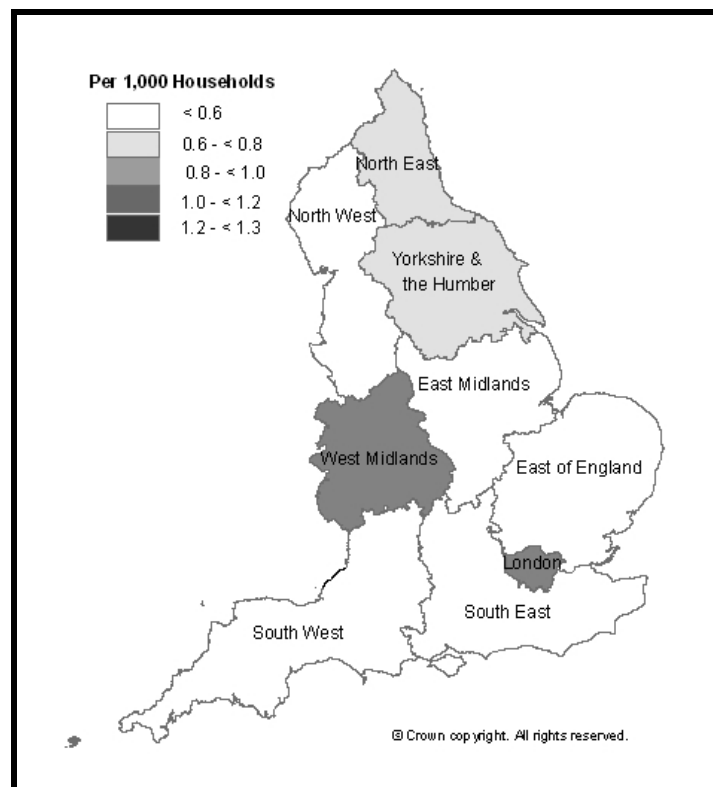 Per 1,000 Households
< 0.6
0.6 - < 0.8
0.8 - < 1.0
1.0 - < 1.2
1.2 - < 1.3
North East
North West
Yorkshire &
the Humber
East Midlands
West Midlands
East of England
London
South East
South West
© Crown copyright. All rights reserved.